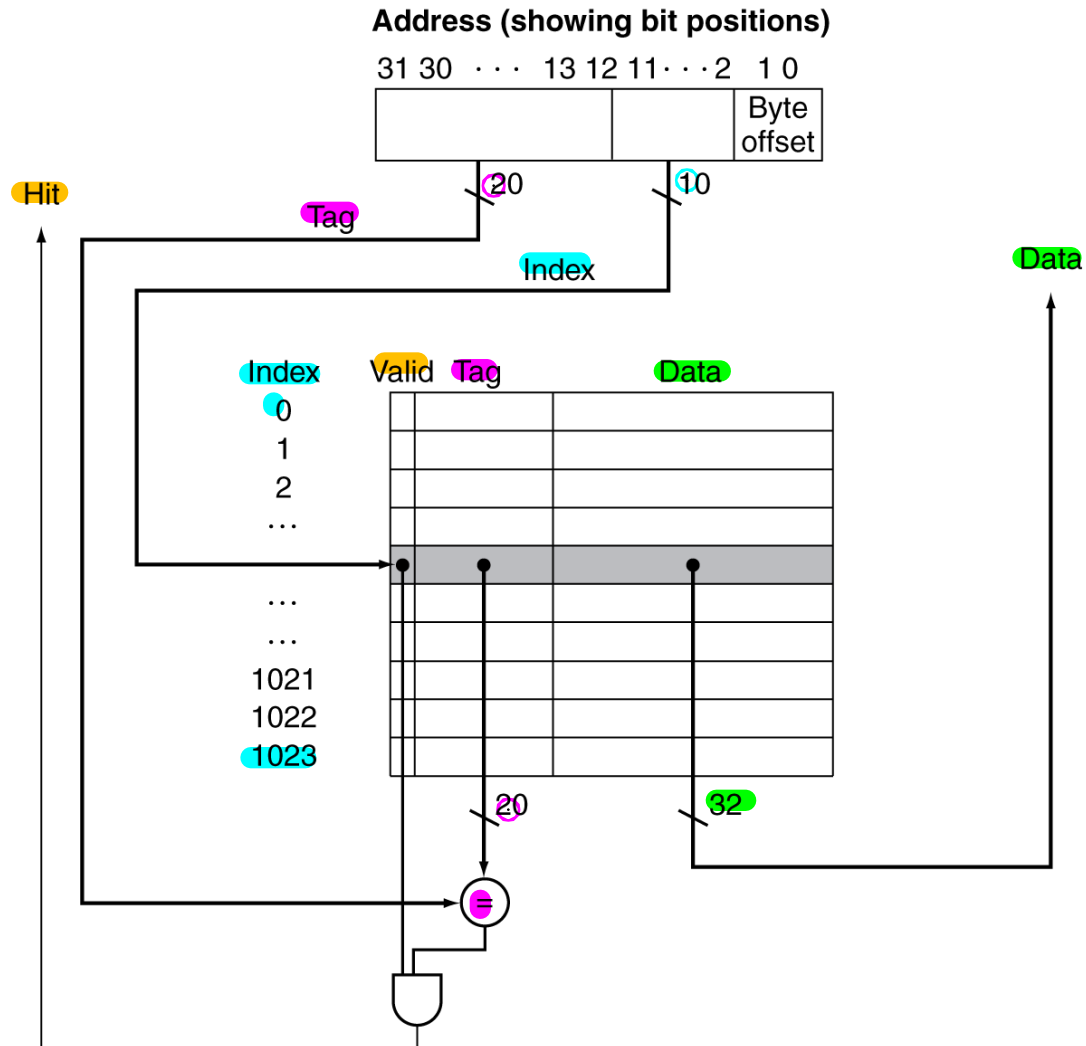 Address (showing bit positions)
31 30 · · · 13 12 11 · · · 2 1 0
Byte
offset
20 10
Hit
Tag
Index
Data
Index Valid Tag Data
0
1
2
...
...
...
1021
1022
1023
20 32
=